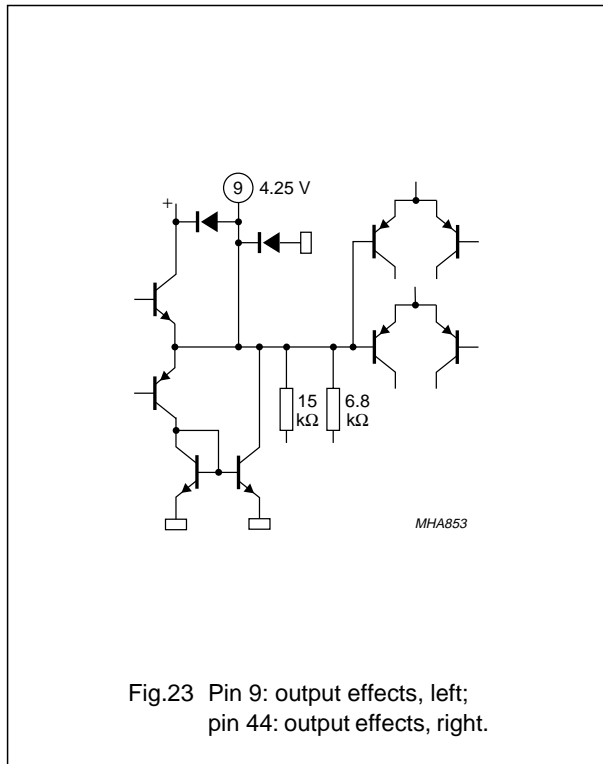 +
9 4.25 V
15 kΩ
6.8 kΩ
MHA853
Fig.23 Pin 9: output effects, left;
pin 44: output effects, right.